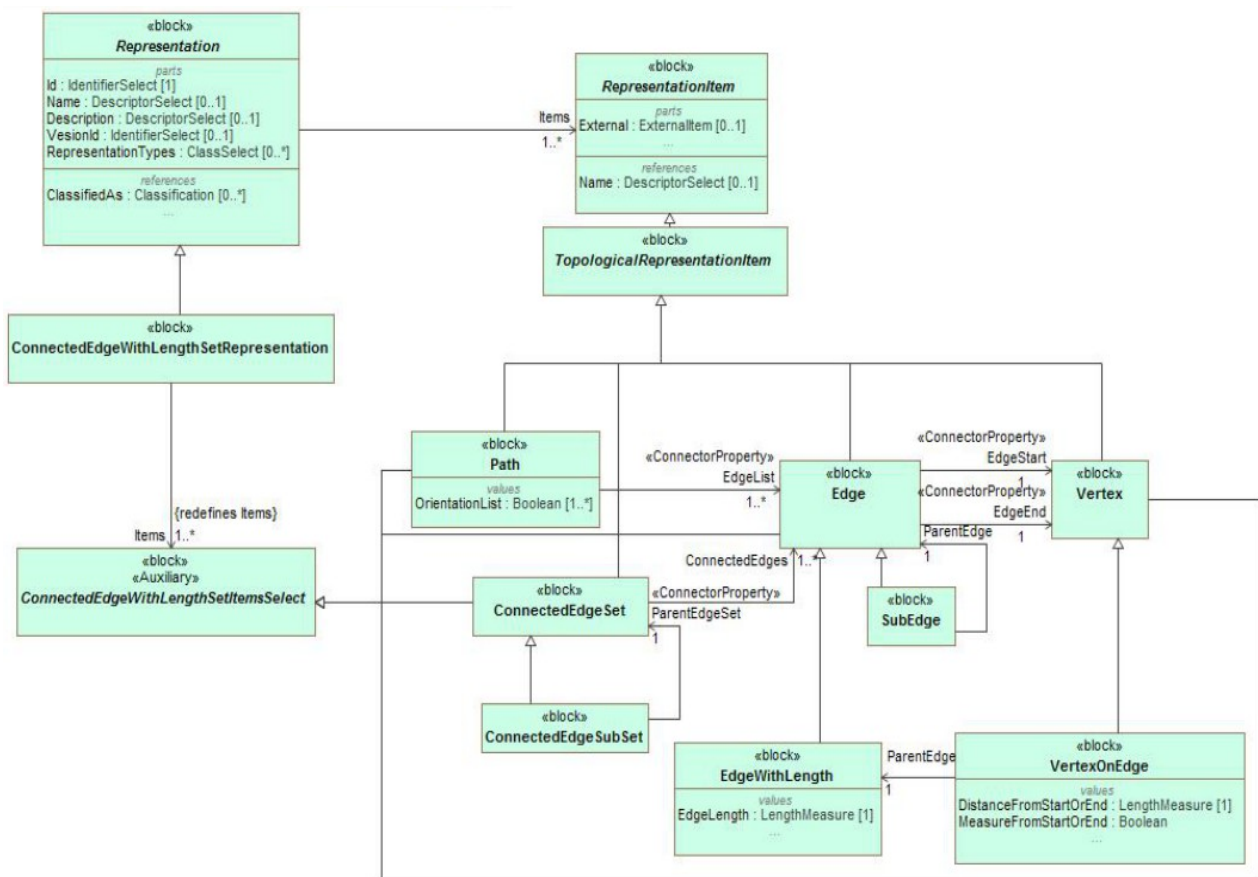 «block»
Representation
parts
Id : IdentifierSelect [1]
Name : DescriptorSelect [0..1]
Description : DescriptorSelect [0..1]
VesionId : IdentifierSelect [0..1]
RepresentationTypes : ClassSelect [0..*]
references
ClassifiedAs : Classification [0..*]
...
Items
1..*
«block»
RepresentationItem
parts
External : ExternalItem [0..1]
...
references
Name : DescriptorSelect [0..1]
«block»
TopologicalRepresentationItem
«block»
ConnectedEdgeWithLengthSetRepresentation
{redefines Items}
Items
1..*
«block»
«Auxiliary»
ConnectedEdgeWithLengthSetItemsSelect
«block»
Path
values
OrientationList : Boolean [1..*]
«ConnectorProperty»
EdgeList
1..*
«block»
Edge
«ConnectorProperty»
EdgeStart
1
«ConnectorProperty»
EdgeEnd
1
«block»
Vertex
ParentEdge
1
ConnectedEdges
1..*
«ConnectorProperty»
«block»
ConnectedEdgeSet
ParentEdgeSet
1
«block»
SubEdge
«block»
ConnectedEdgeSubSet
«block»
EdgeWithLength
values
EdgeLength : LengthMeasure [1]
...
ParentEdge
1
«block»
VertexOnEdge
values
DistanceFromStartOrEnd : LengthMeasure [1]
MeasureFromStartOrEnd : Boolean
...